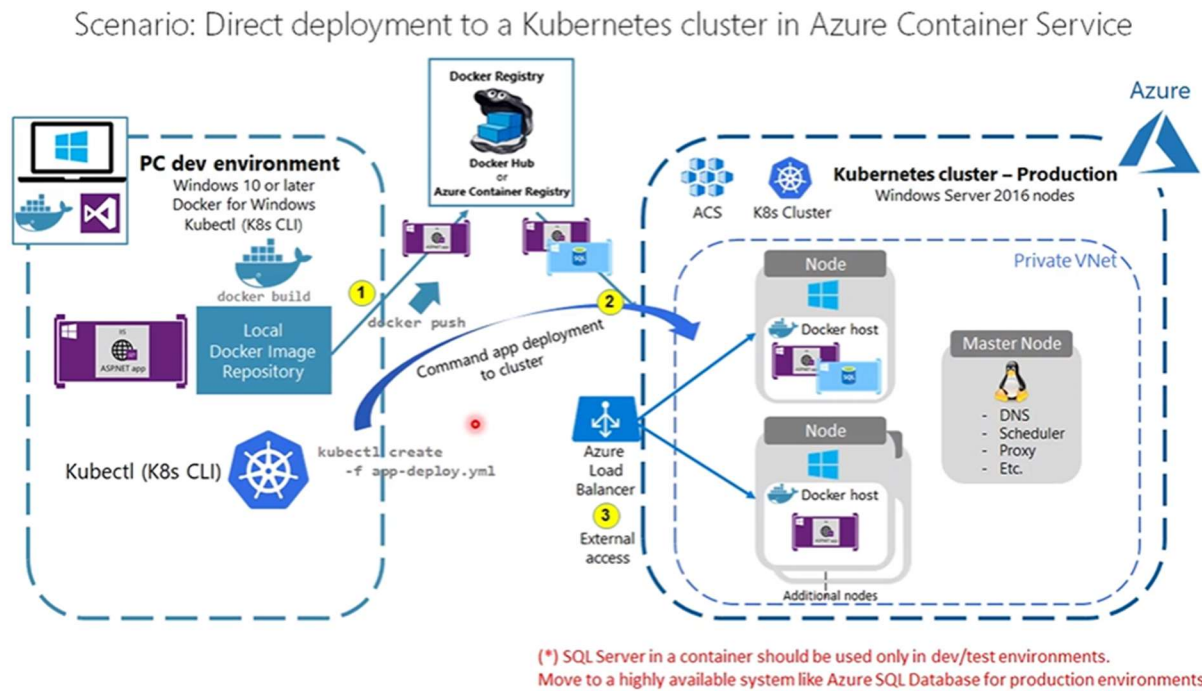 Scenario: Direct deployment to a Kubernetes cluster in Azure Container Service
Docker Registry
Docker Hub
or
Azure Container Registry
Azure
PC dev environment
Windows 10 or later
Docker for Windows
Kubectl (K8s CLI)
docker build
Local
Docker Image
Repository
IIS
ASP.NET app
1
docker push
ASP.NET app
SQL
2
Command app deployment
to cluster
Kubectl (K8s CLI)
kubectl create
-f app-deploy.yml
Kubernetes cluster – Production
Windows Server 2016 nodes
ACS
K8s Cluster
Private VNet
Node
Docker host
SQL
Master Node
- DNS
- Scheduler
- Proxy
- Etc.
Azure
Load
Balancer
3
External
access
Node
Docker host
Additional nodes
(*) SQL Server in a container should be used only in dev/test environments.
Move to a highly available system like Azure SQL Database for production environments